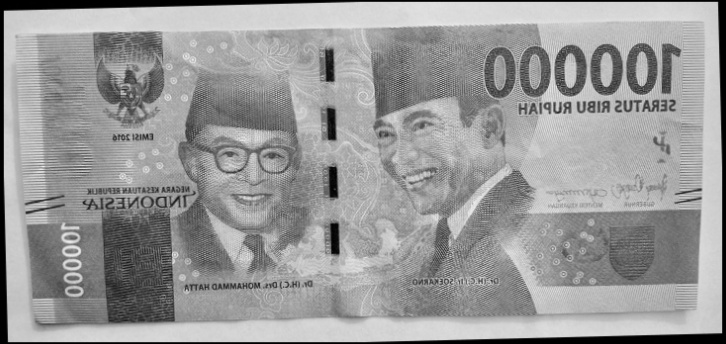 100000
SERATUS RIBU RUPIAH
EMISI 2016
NEGARA KESATUAN REPUBLIK
INDONESIA
GUBERNUR
MENTERI KEUANGAN
100000
Dr. (H.C.) Ir. SOEKARNO
Dr. (H.C.) Drs. MOHAMMAD HATTA